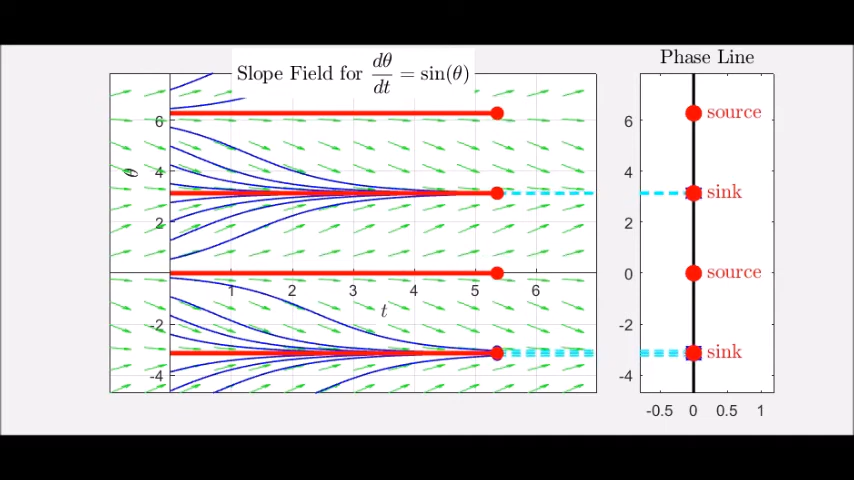 Slope Field for dθ/dt = sin(θ)
Phase Line
6
4
2
-2
-4
θ
1
2
3
4
5
6
t
6
4
2
0
-2
-4
source
sink
source
sink
-0.5
0
0.5
1